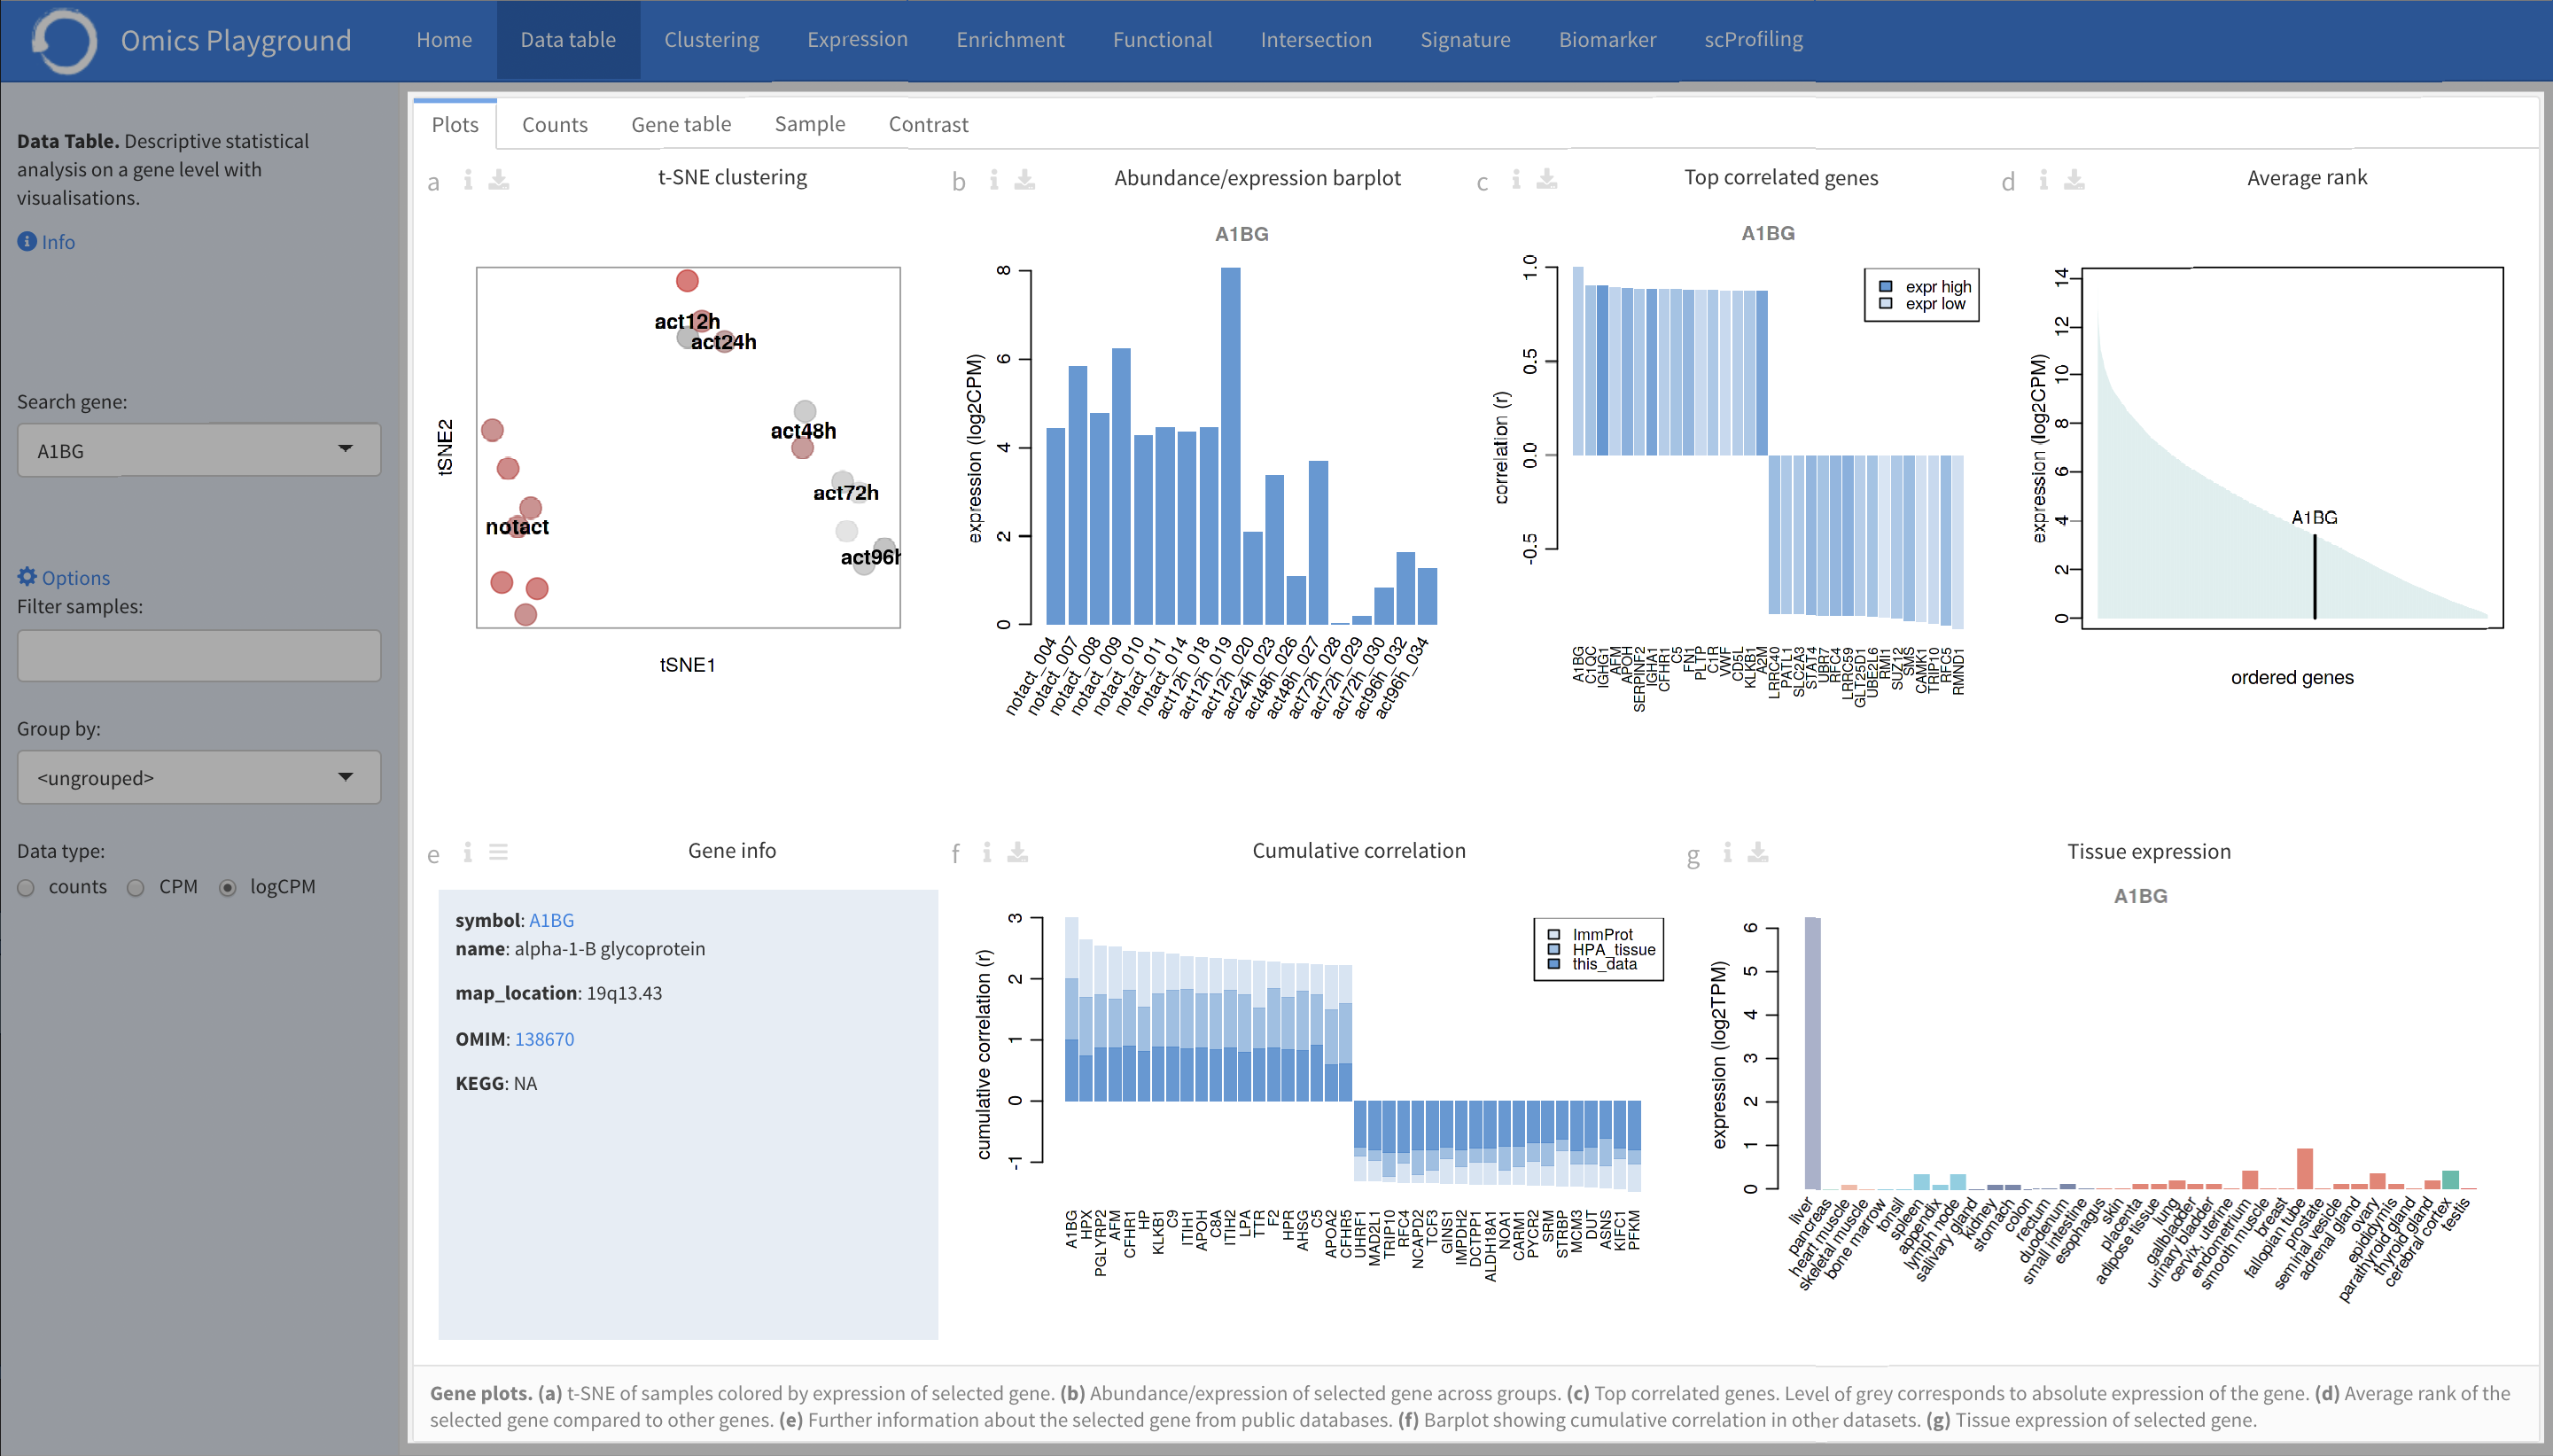 Omics Playground
Home
Data table
Clustering
Expression
Enrichment
Functional
Intersection
Signature
Biomarker
scProfiling
Data Table. Descriptive statistical
analysis on a gene level with
visualisations.
Info
Search gene:
A1BG
Options
Filter samples:
Group by:
<ungrouped>
Data type:
counts
CPM
logCPM
Plots
Counts
Gene table
Sample
Contrast
a
t-SNE clustering
act12h
act24h
act48h
act72h
notact
act96h
tSNE2
tSNE1
b
Abundance/expression barplot
A1BG
expression (log2CPM)
8
6
4
2
0
notact_004
notact_007
notact_008
notact_009
notact_010
notact_011
notact_014
act12h_018
act12h_019
act12h_020
act24h_023
act48h_026
act48h_027
act72h_028
act72h_029
act72h_030
act96h_032
act96h_034
c
Top correlated genes
A1BG
correlation (r)
1.0
0.5
0.0
-0.5
expr high
expr low
A1BG
C1QC
IGHG1
AFM
APOH
SERPINF2
IGHA1
CFHR1
C5
FN1
PLTP
C1R
VWF
CD5L
KLKB1
A2M
LRRC40
PATL1
SLC2A3
STAT4
UBR7
RFC4
LRRC59
GLT25D1
UBE2L6
RMI1
SUZ12
SMS
CAMK1
TRIP10
RFC5
RMND1
d
Average rank
expression (log2CPM)
14
12
10
8
6
4
2
0
A1BG
ordered genes
e
Gene info
symbol: A1BG
name: alpha-1-B glycoprotein
map_location: 19q13.43
OMIM: 138670
KEGG: NA
f
Cumulative correlation
cumulative correlation (r)
3
2
1
0
-1
ImmProt
HPA_tissue
this_data
A1BG
HPX
PGLYRP2
AFM
CFHR1
HP
KLKB1
C9
ITIH1
APOH
C8A
ITIH2
LPA
TTR
F2
HPR
AHSG
C5
APOA2
CFHR5
UHRF1
MAD2L1
TRIP10
RFC4
NCAPD2
TCF3
GINS1
IMPDH2
DCTPP1
ALDH18A1
NOA1
CARM1
PYCR2
SRM
STRBP
MCM3
DUT
ASNS
KIFC1
PFKM
g
Tissue expression
A1BG
expression (log2TPM)
6
5
4
3
2
1
0
liver
pancreas
heart muscle
skeletal muscle
bone marrow
tonsil
spleen
appendix
lymph node
salivary gland
kidney
stomach
colon
rectum
duodenum
small intestine
esophagus
skin
placenta
adipose tissue
lung
gallbladder
urinary bladder
cervix, uterine
endometrium
smooth muscle
breast
fallopian tube
prostate
seminal vesicle
adrenal gland
ovary
epididymis
parathyroid gland
thyroid gland
cerebral cortex
testis
Gene plots. (a) t-SNE of samples colored by expression of selected gene. (b) Abundance/expression of selected gene across groups. (c) Top correlated genes. Level of grey corresponds to absolute expression of the gene. (d) Average rank of the
selected gene compared to other genes. (e) Further information about the selected gene from public databases. (f) Barplot showing cumulative correlation in other datasets. (g) Tissue expression of selected gene.